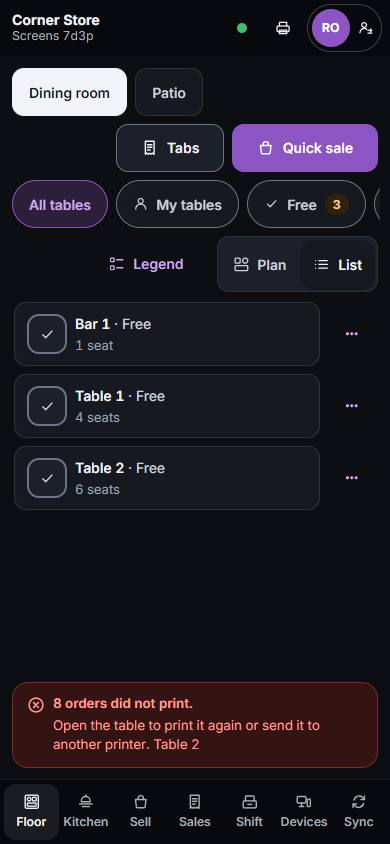 Corner Store
Screens 7d3p
RO
Dining room
Patio
Tabs
Quick sale
All tables
My tables
Free 3
Legend
Plan
List
Bar 1 · Free
1 seat
Table 1 · Free
4 seats
Table 2 · Free
6 seats
8 orders did not print.
Open the table to print it again or send it to
another printer. Table 2
Floor
Kitchen
Sell
Sales
Shift
Devices
Sync